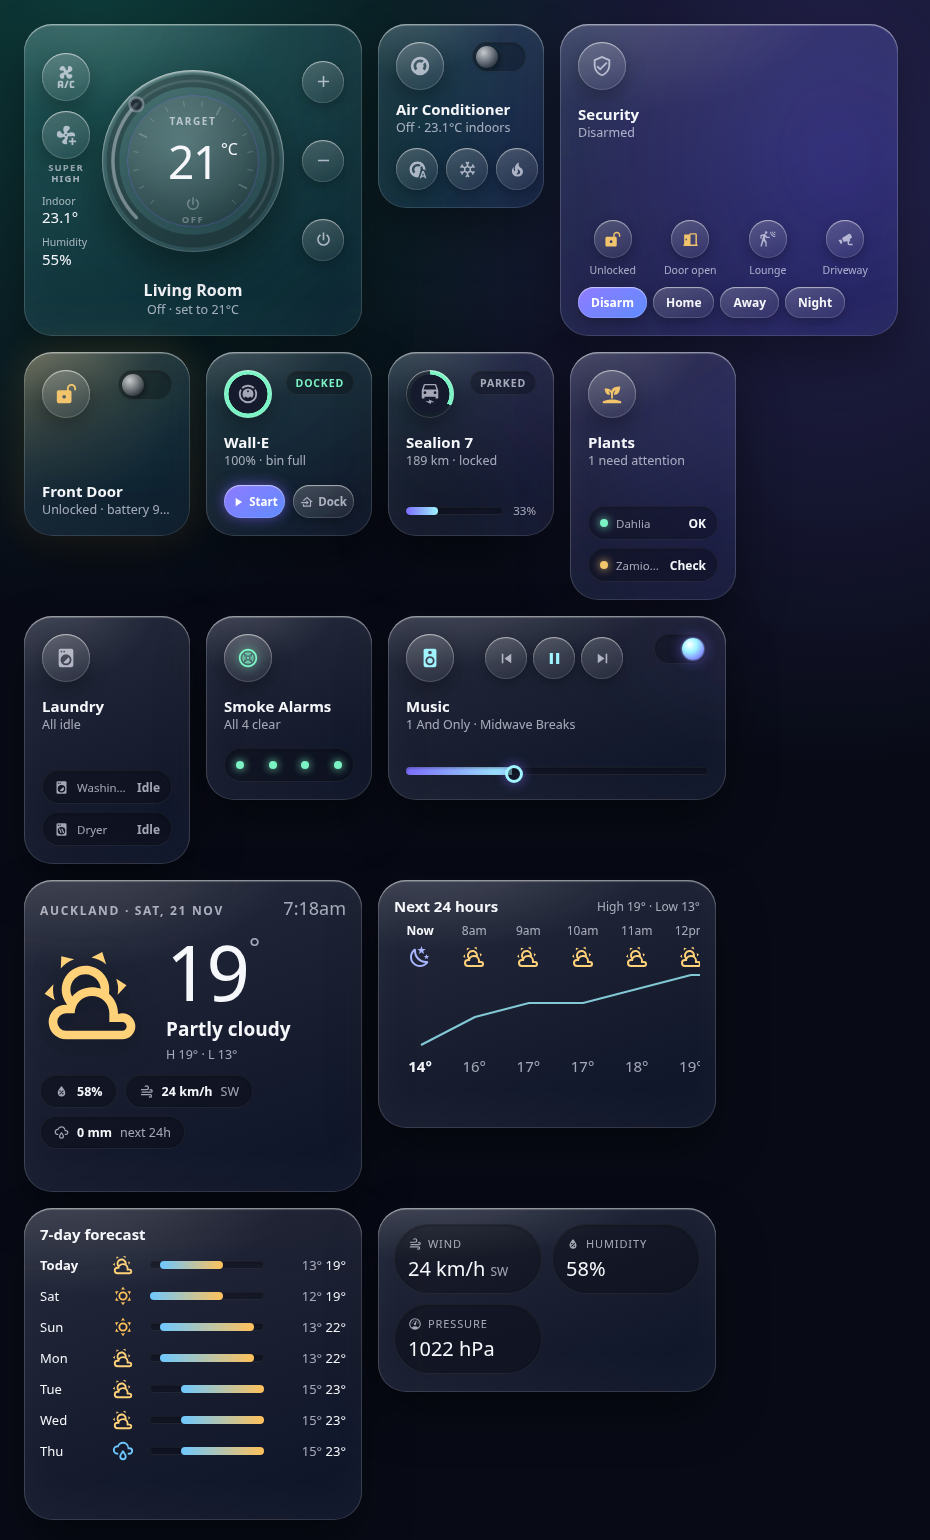 A/C
SUPER
HIGH
Indoor
23.1°
Humidity
55%
TARGET
21 °C
OFF
Living Room
Off · set to 21°C
Air Conditioner
Off · 23.1°C indoors
A
Security
Disarmed
Unlocked
Door open
Lounge
Driveway
Disarm
Home
Away
Night
Front Door
Unlocked · battery 9...
DOCKED
Wall·E
100% · bin full
Start
Dock
PARKED
Sealion 7
189 km · locked
33%
Plants
1 need attention
Dahlia OK
Zamio... Check
Laundry
All idle
Washin... Idle
Dryer Idle
Smoke Alarms
All 4 clear
Music
1 And Only · Midwave Breaks
AUCKLAND · SAT, 21 NOV 7:18am
19°
Partly cloudy
H 19° · L 13°
58%
24 km/h SW
0 mm next 24h
Next 24 hours High 19° · Low 13°
Now 8am 9am 10am 11am 12pr
14° 16° 17° 17° 18° 19°
7-day forecast
Today 13° 19°
Sat 12° 19°
Sun 13° 22°
Mon 13° 22°
Tue 15° 23°
Wed 15° 23°
Thu 15° 23°
WIND
24 km/h SW
HUMIDITY
58%
PRESSURE
1022 hPa